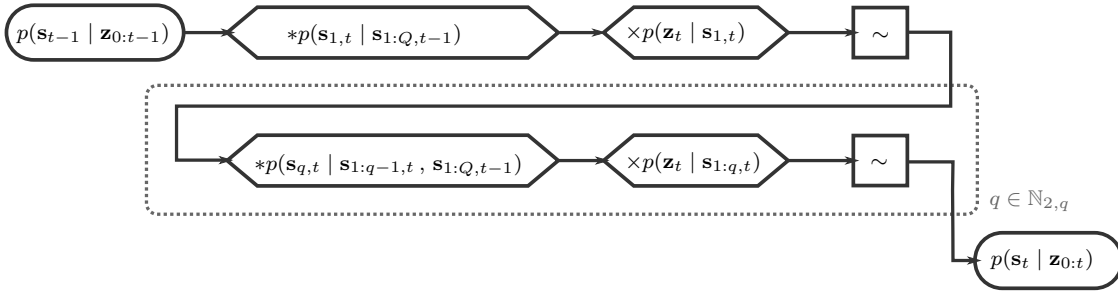 p(s_{t−1} | z_{0:t−1})
∗p(s_{1,t} | s_{1:Q,t−1})
×p(z_t | s_{1,t})
∼
∗p(s_{q,t} | s_{1:q−1,t} , s_{1:Q,t−1})
×p(z_t | s_{1:q,t})
∼
q ∈ ℕ_{2,q}
p(s_t | z_{0:t})